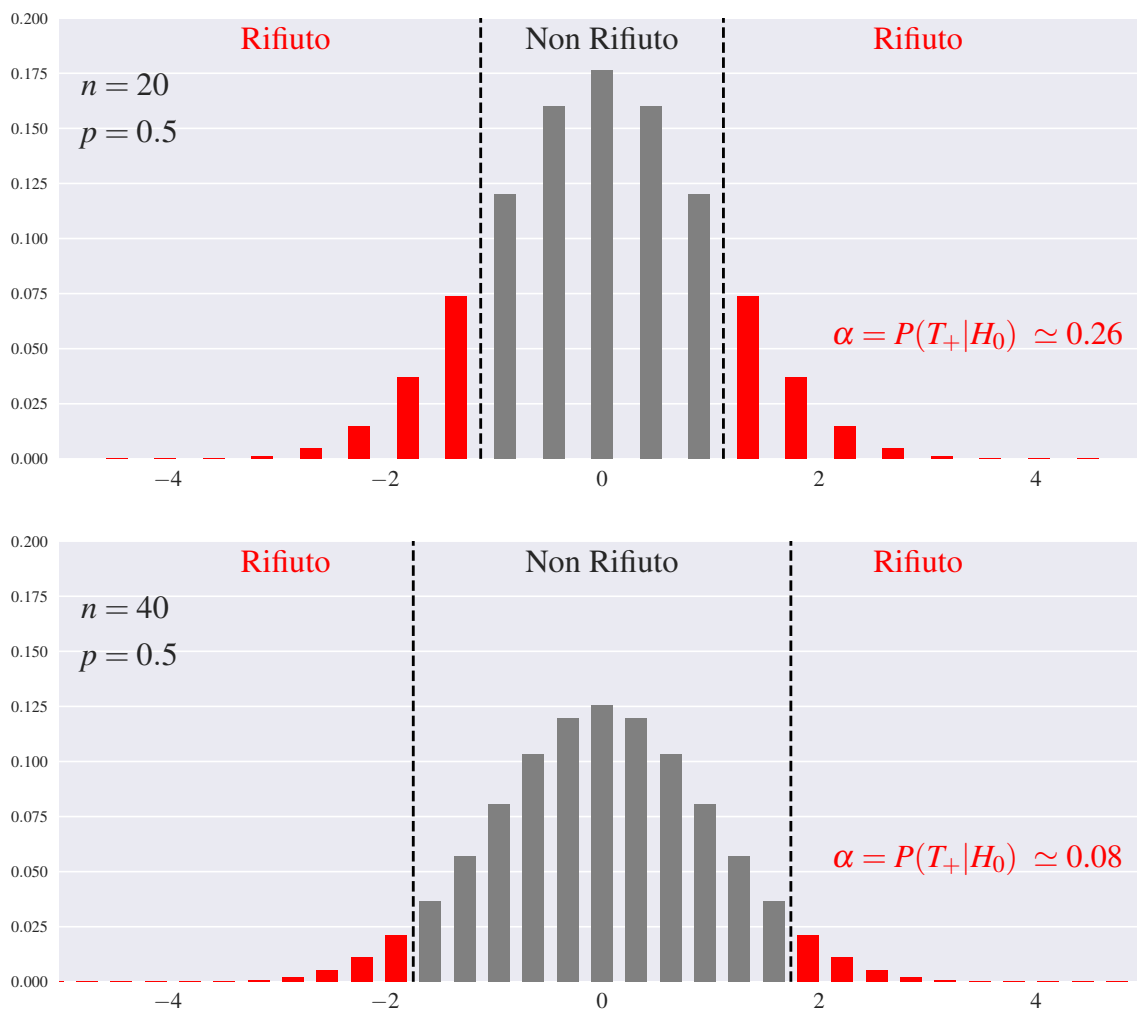 0.200
Rifiuto Non Rifiuto Rifiuto
0.175
n = 20
0.150
p = 0.5
0.125
0.100
0.075
α = P(T₊|H₀) ≃ 0.26
0.050
0.025
0.000
−4 −2 0 2 4
0.200
Rifiuto Non Rifiuto Rifiuto
0.175
n = 40
0.150
p = 0.5
0.125
0.100
0.075
α = P(T₊|H₀) ≃ 0.08
0.050
0.025
0.000
−4 −2 0 2 4